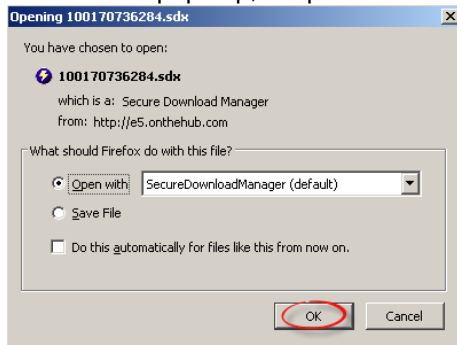 Opening 100170736284.sdx
You have chosen to open:
100170736284.sdx
which is a: Secure Download Manager
from: http://e5.onthehub.com
What should Firefox do with this file?
Open with SecureDownloadManager (default)
Save File
Do this automatically for files like this from now on.
OK Cancel